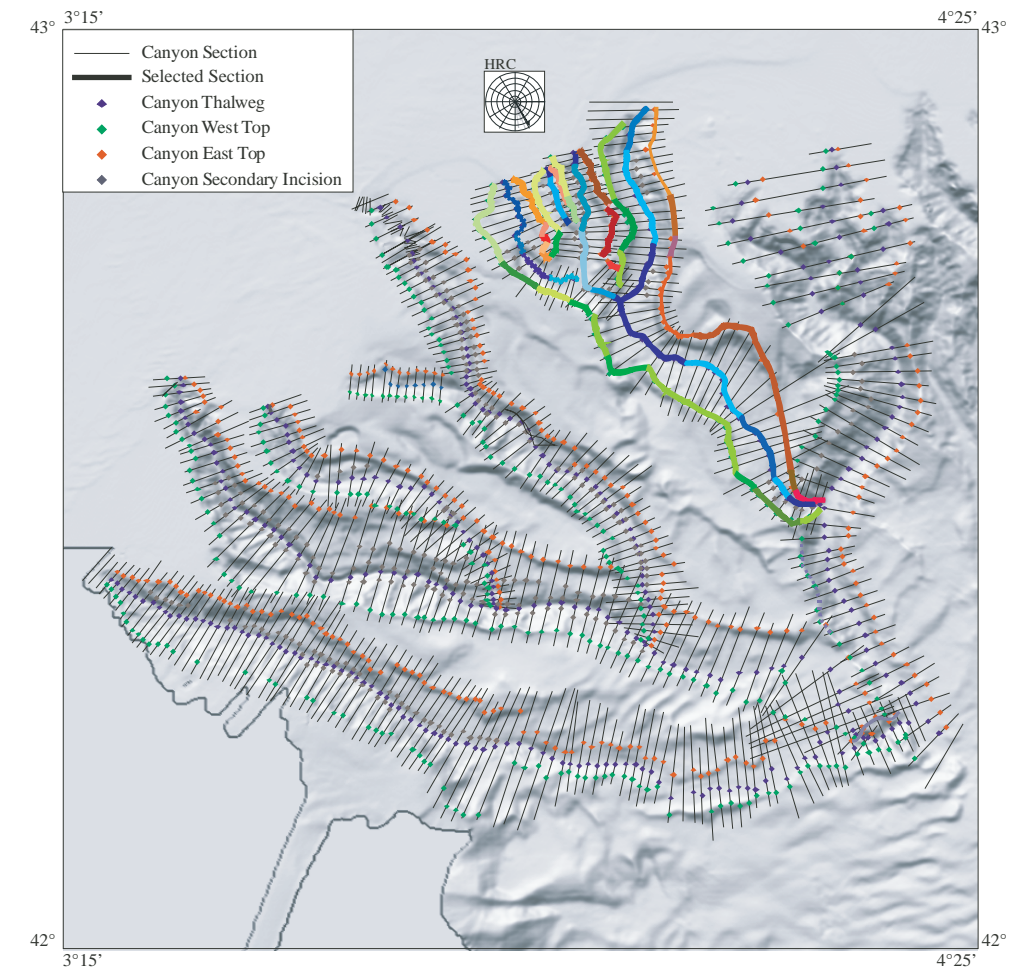 3°15’ 4°25’
43° 43°
Canyon Section
Selected Section
Canyon Thalweg
Canyon West Top
Canyon East Top
Canyon Secondary Incision
HRC
42° 42°
3°15’ 4°25’